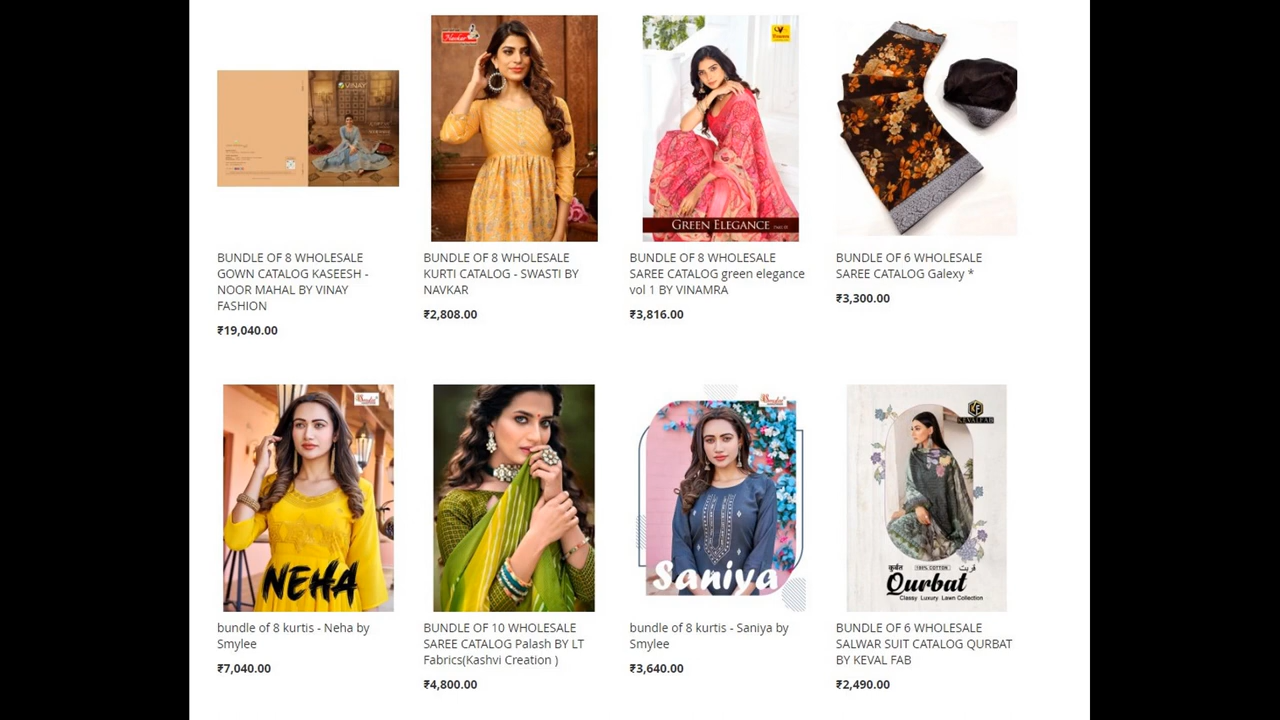 VINAY
Navkar
GREEN ELEGANCE
BUNDLE OF 8 WHOLESALE
GOWN CATALOG KASEESH -
NOOR MAHAL BY VINAY
FASHION
₹19,040.00
BUNDLE OF 8 WHOLESALE
KURTI CATALOG - SWASTI BY
NAVKAR
₹2,808.00
BUNDLE OF 8 WHOLESALE
SAREE CATALOG green elegance
vol 1 BY VINAMRA
₹3,816.00
BUNDLE OF 6 WHOLESALE
SAREE CATALOG Galexy *
₹3,300.00
NEHA
Saniya
KEVALFAB
कुर्बत
100% COTTON
قربت
Qurbat
Classy Luxury Lawn Collection
bundle of 8 kurtis - Neha by
Smylee
₹7,040.00
BUNDLE OF 10 WHOLESALE
SAREE CATALOG Palash BY LT
Fabrics(Kashvi Creation )
₹4,800.00
bundle of 8 kurtis - Saniya by
Smylee
₹3,640.00
BUNDLE OF 6 WHOLESALE
SALWAR SUIT CATALOG QURBAT
BY KEVAL FAB
₹2,490.00